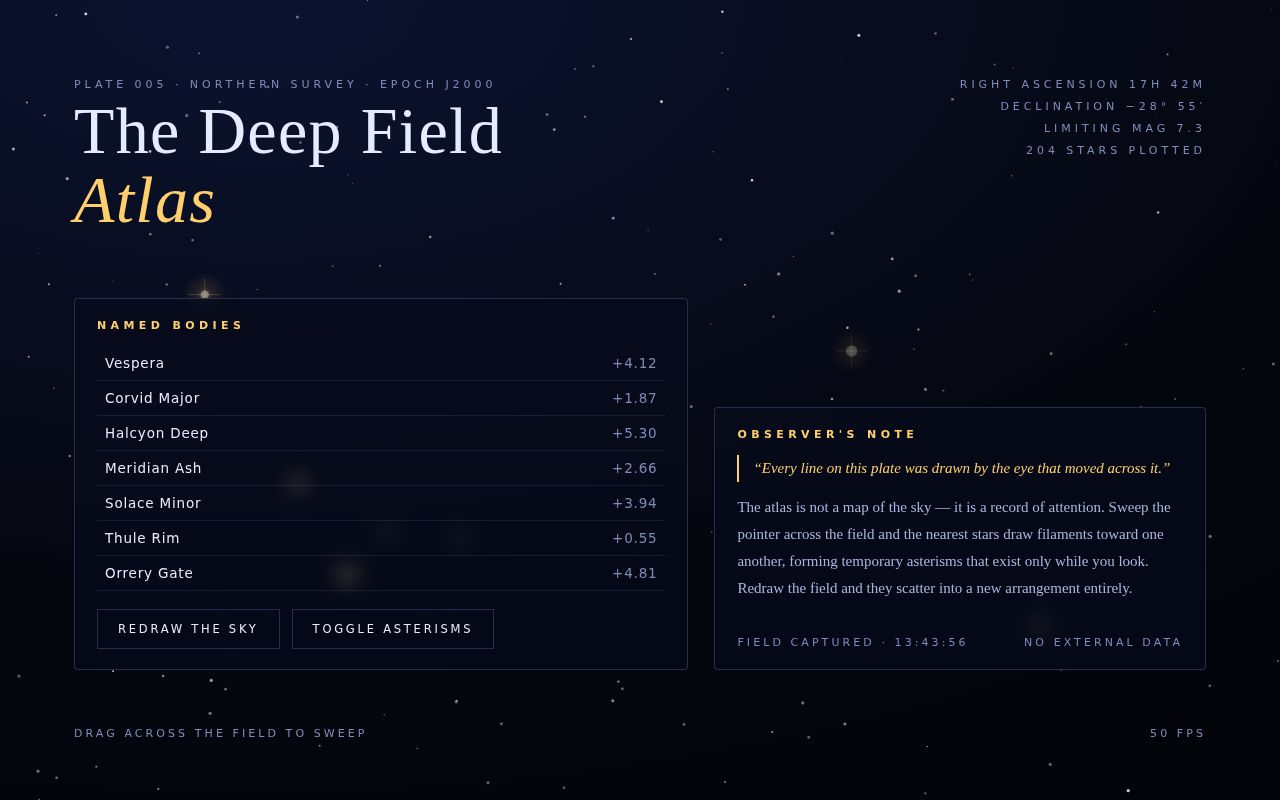 PLATE 005 · NORTHERN SURVEY · EPOCH J2000
The Deep Field
Atlas
RIGHT ASCENSION 17H 42M
DECLINATION −28° 55′
LIMITING MAG 7.3
204 STARS PLOTTED
NAMED BODIES
Vespera +4.12
Corvid Major +1.87
Halcyon Deep +5.30
Meridian Ash +2.66
Solace Minor +3.94
Thule Rim +0.55
Orrery Gate +4.81
REDRAW THE SKY TOGGLE ASTERISMS
OBSERVER'S NOTE
“Every line on this plate was drawn by the eye that moved across it.”
The atlas is not a map of the sky — it is a record of attention. Sweep the
pointer across the field and the nearest stars draw filaments toward one
another, forming temporary asterisms that exist only while you look.
Redraw the field and they scatter into a new arrangement entirely.
FIELD CAPTURED · 13:43:56 NO EXTERNAL DATA
DRAG ACROSS THE FIELD TO SWEEP
50 FPS